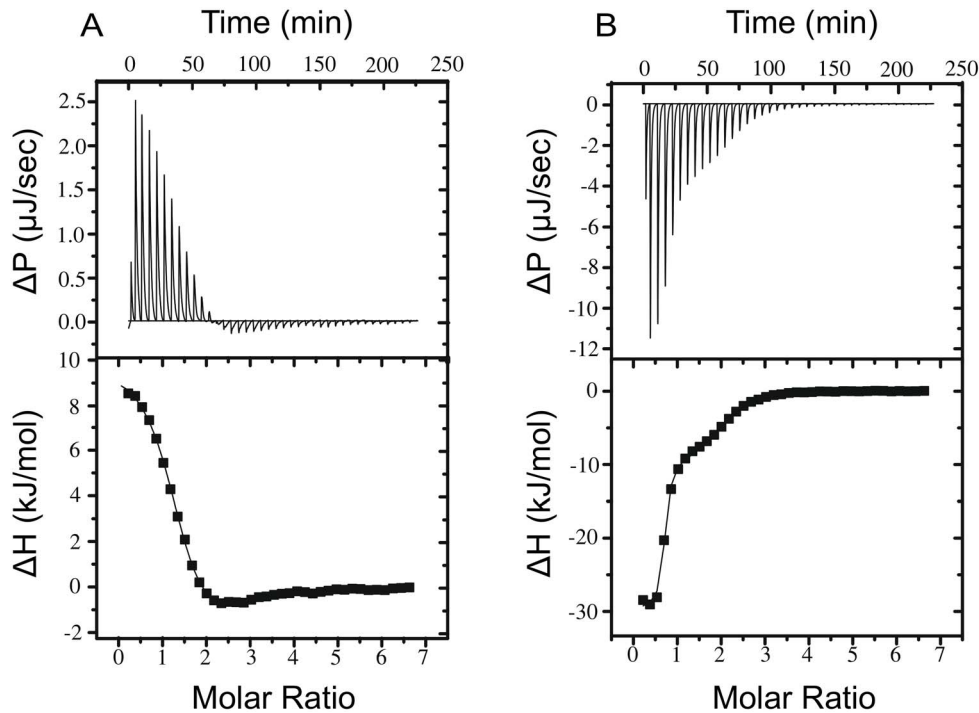 A
Time (min)
0 50 100 150 200 250
2.5
2.0
1.5
1.0
0.5
0.0
ΔP (µJ/sec)
10
8
6
4
2
0
-2
ΔH (kJ/mol)
0 1 2 3 4 5 6 7
Molar Ratio
B
Time (min)
0 50 100 150 200 250
0
-2
-4
-6
-8
-10
-12
ΔP (µJ/sec)
0
-10
-20
-30
ΔH (kJ/mol)
0 1 2 3 4 5 6 7
Molar Ratio